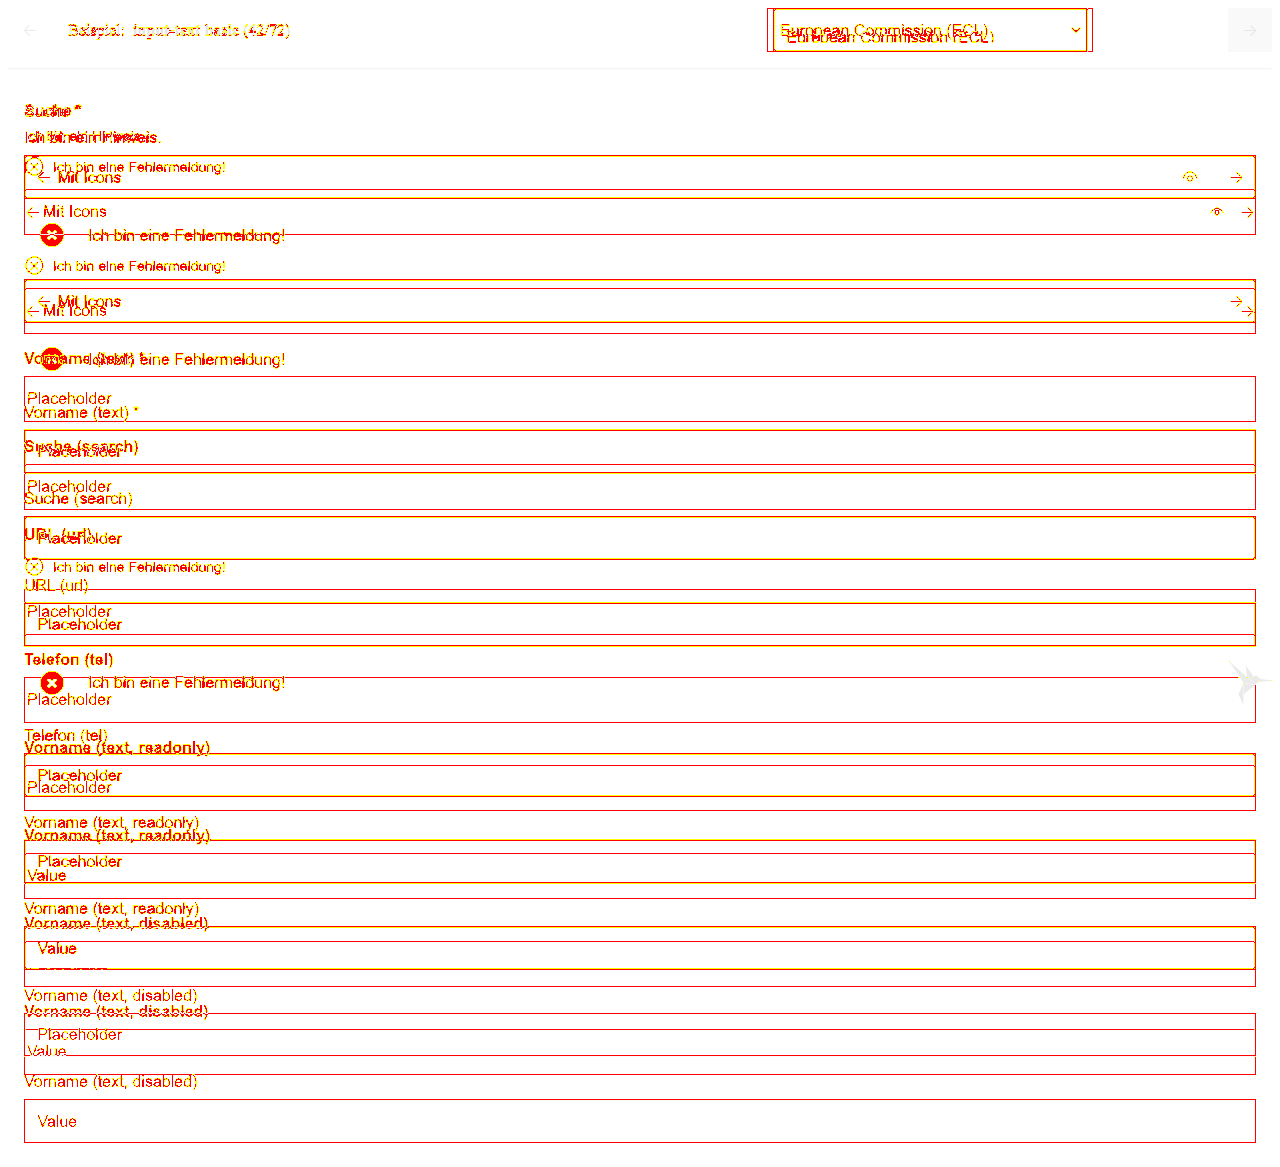 Beispiel: Input-text basic (42/72)
European Commission (ECL)
European Commission (ECL)
Suche *
Ich bin ein Hinweis.
Ich bin eine Fehlermeldung!
Mit Icons
Mit Icons
Ich bin eine Fehlermeldung!
Ich bin eine Fehlermeldung!
Mit Icons
Mit Icons
Vorname (text) *
Ich bin eine Fehlermeldung!
Placeholder
Vorname (text) *
Suche (search)
Placeholder
Placeholder
Suche (search)
URL (url)
Placeholder
Ich bin eine Fehlermeldung!
URL (url)
Placeholder
Placeholder
Telefon (tel)
Ich bin eine Fehlermeldung!
Placeholder
Telefon (tel)
Vorname (text, readonly)
Placeholder
Placeholder
Vorname (text, readonly)
Vorname (text, readonly)
Placeholder
Value
Vorname (text, readonly)
Vorname (text, disabled)
Value
Vorname (text, disabled)
Vorname (text, disabled)
Placeholder
Value
Vorname (text, disabled)
Value